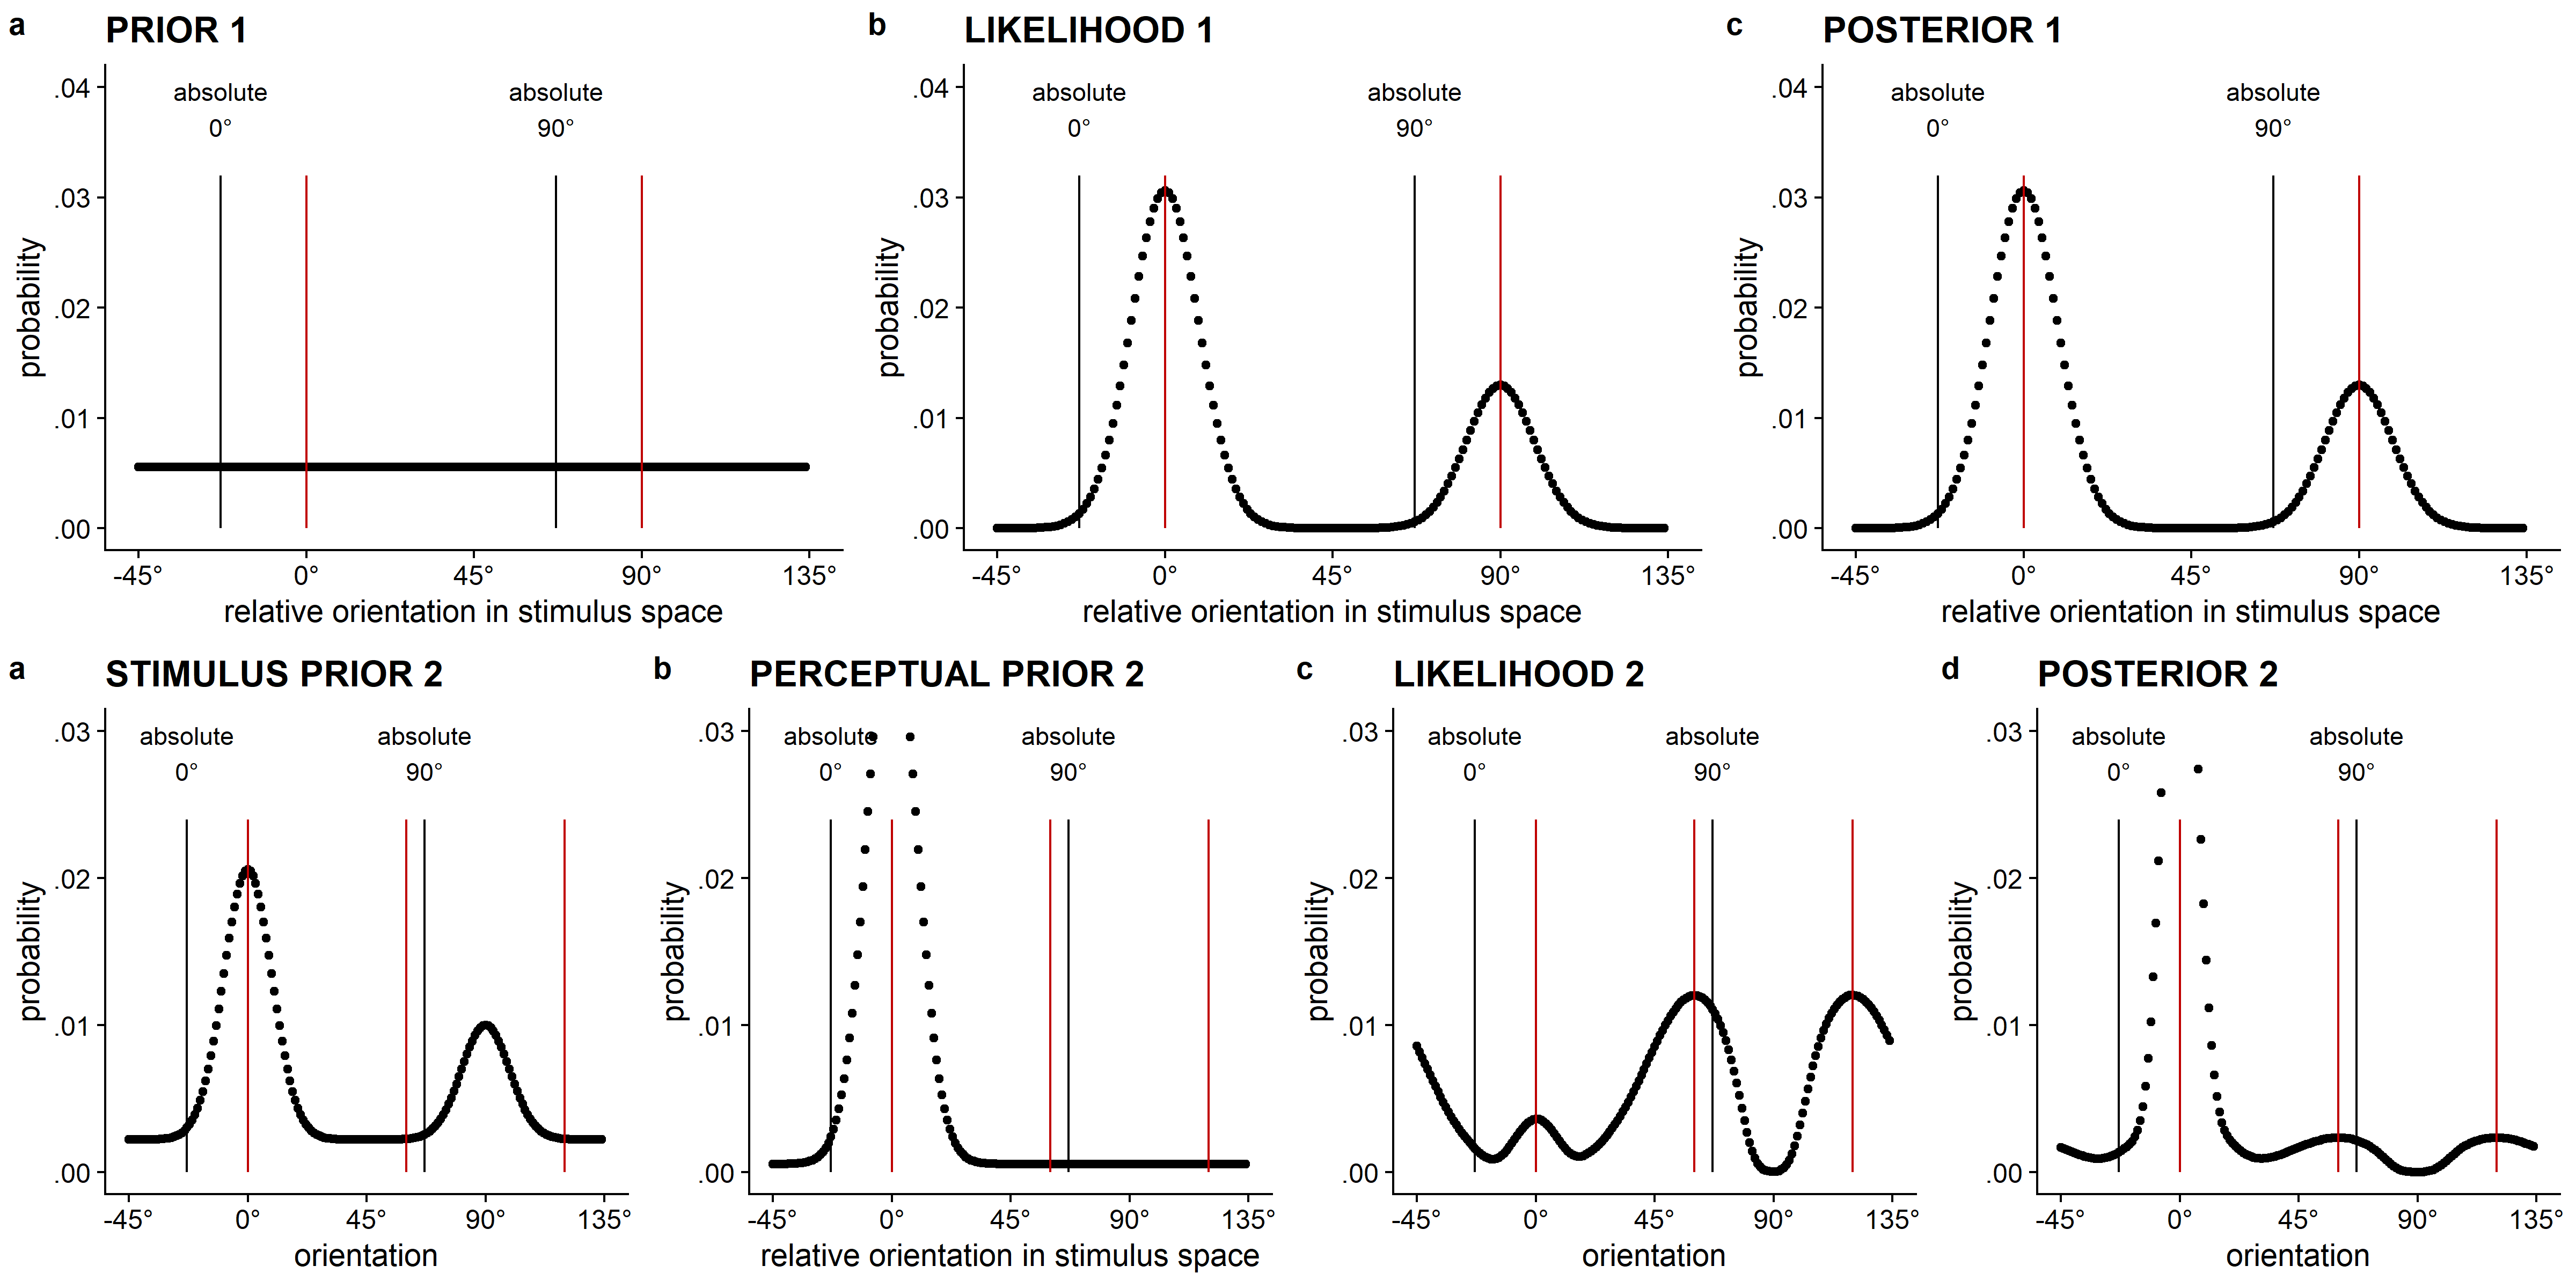 a PRIOR 1
absolute absolute
0° 90°
.04
.03
.02
.01
.00
probability
-45° 0° 45° 90° 135°
relative orientation in stimulus space
b LIKELIHOOD 1
absolute absolute
0° 90°
.04
.03
.02
.01
.00
probability
-45° 0° 45° 90° 135°
relative orientation in stimulus space
c POSTERIOR 1
absolute absolute
0° 90°
.04
.03
.02
.01
.00
probability
-45° 0° 45° 90° 135°
relative orientation in stimulus space
a STIMULUS PRIOR 2
absolute absolute
0° 90°
.03
.02
.01
.00
probability
-45° 0° 45° 90° 135°
orientation
b PERCEPTUAL PRIOR 2
absolute absolute
0° 90°
.03
.02
.01
.00
probability
-45° 0° 45° 90° 135°
relative orientation in stimulus space
c LIKELIHOOD 2
absolute absolute
0° 90°
.03
.02
.01
.00
probability
-45° 0° 45° 90° 135°
orientation
d POSTERIOR 2
absolute absolute
0° 90°
.03
.02
.01
.00
probability
-45° 0° 45° 90° 135°
orientation